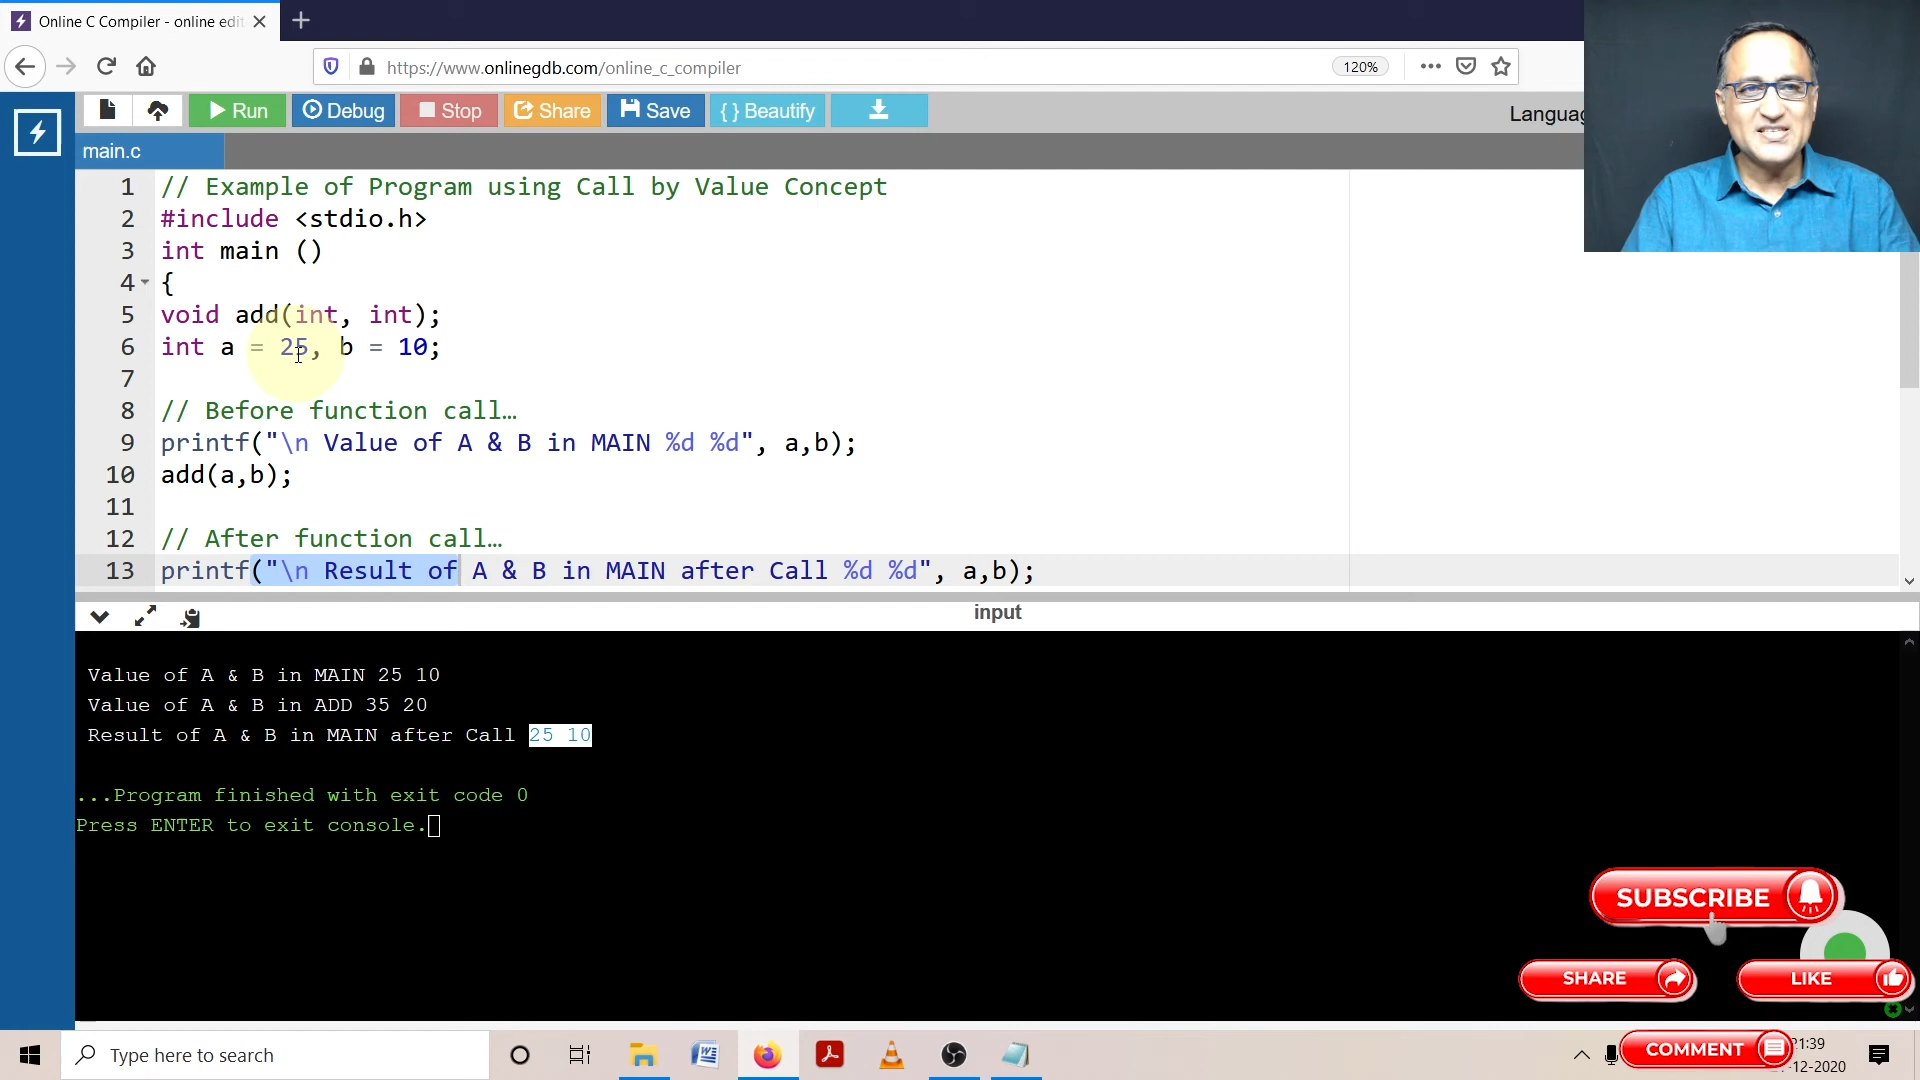 Online C Compiler - online edit
https://www.onlinegdb.com/online_c_compiler
120%
Run
Debug
Stop
Share
Save
{ } Beautify
Languag
main.c
1 // Example of Program using Call by Value Concept
2 #include <stdio.h>
3 int main ()
4 {
5 void add(int, int);
6 int a = 25, b = 10;
7
8 // Before function call…
9 printf("\n Value of A & B in MAIN %d %d", a,b);
10 add(a,b);
11
12 // After function call…
13 printf("\n Result of A & B in MAIN after Call %d %d", a,b);
input
Value of A & B in MAIN 25 10
Value of A & B in ADD 35 20
Result of A & B in MAIN after Call 25 10
...Program finished with exit code 0
Press ENTER to exit console.
SUBSCRIBE
SHARE
LIKE
COMMENT
Type here to search
21:39
-12-2020